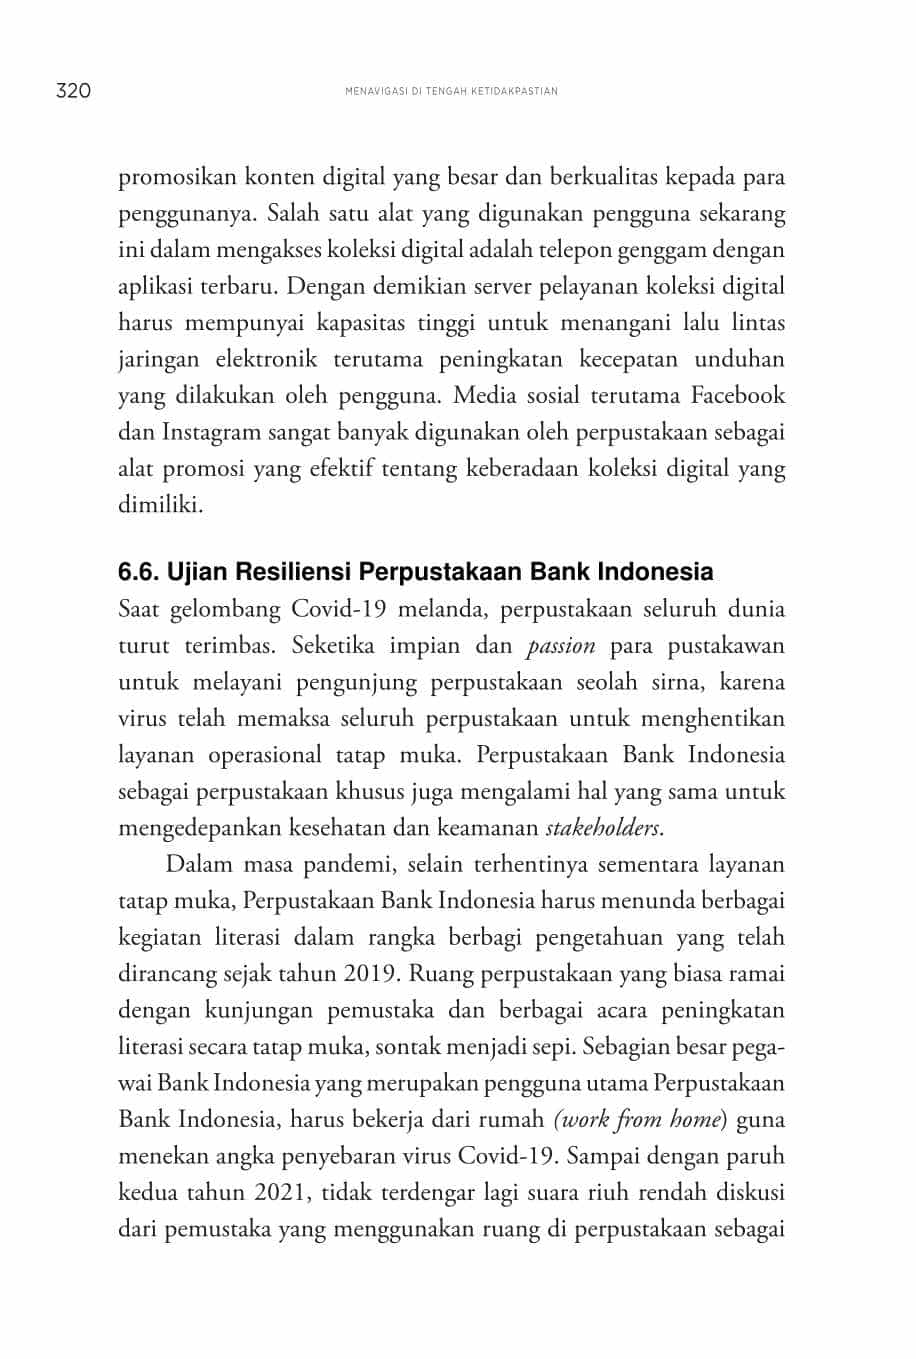 320
MENAVIGASI DI TENGAH KETIDAKPASTIAN
promosikan konten digital yang besar dan berkualitas kepada para
penggunanya. Salah satu alat yang digunakan pengguna sekarang
ini dalam mengakses koleksi digital adalah telepon genggam dengan
aplikasi terbaru. Dengan demikian server pelayanan koleksi digital
harus mempunyai kapasitas tinggi untuk menangani lalu lintas
jaringan elektronik terutama peningkatan kecepatan unduhan
yang dilakukan oleh pengguna. Media sosial terutama Facebook
dan Instagram sangat banyak digunakan oleh perpustakaan sebagai
alat promosi yang efektif tentang keberadaan koleksi digital yang
dimiliki.
6.6. Ujian Resiliensi Perpustakaan Bank Indonesia
Saat gelombang Covid-19 melanda, perpustakaan seluruh dunia
turut terimbas. Seketika impian dan passion para pustakawan
untuk melayani pengunjung perpustakaan seolah sirna, karena
virus telah memaksa seluruh perpustakaan untuk menghentikan
layanan operasional tatap muka. Perpustakaan Bank Indonesia
sebagai perpustakaan khusus juga mengalami hal yang sama untuk
mengedepankan kesehatan dan keamanan stakeholders.
Dalam masa pandemi, selain terhentinya sementara layanan
tatap muka, Perpustakaan Bank Indonesia harus menunda berbagai
kegiatan literasi dalam rangka berbagi pengetahuan yang telah
dirancang sejak tahun 2019. Ruang perpustakaan yang biasa ramai
dengan kunjungan pemustaka dan berbagai acara peningkatan
literasi secara tatap muka, sontak menjadi sepi. Sebagian besar pega-
wai Bank Indonesia yang merupakan pengguna utama Perpustakaan
Bank Indonesia, harus bekerja dari rumah (work from home) guna
menekan angka penyebaran virus Covid-19. Sampai dengan paruh
kedua tahun 2021, tidak terdengar lagi suara riuh rendah diskusi
dari pemustaka yang menggunakan ruang di perpustakaan sebagai